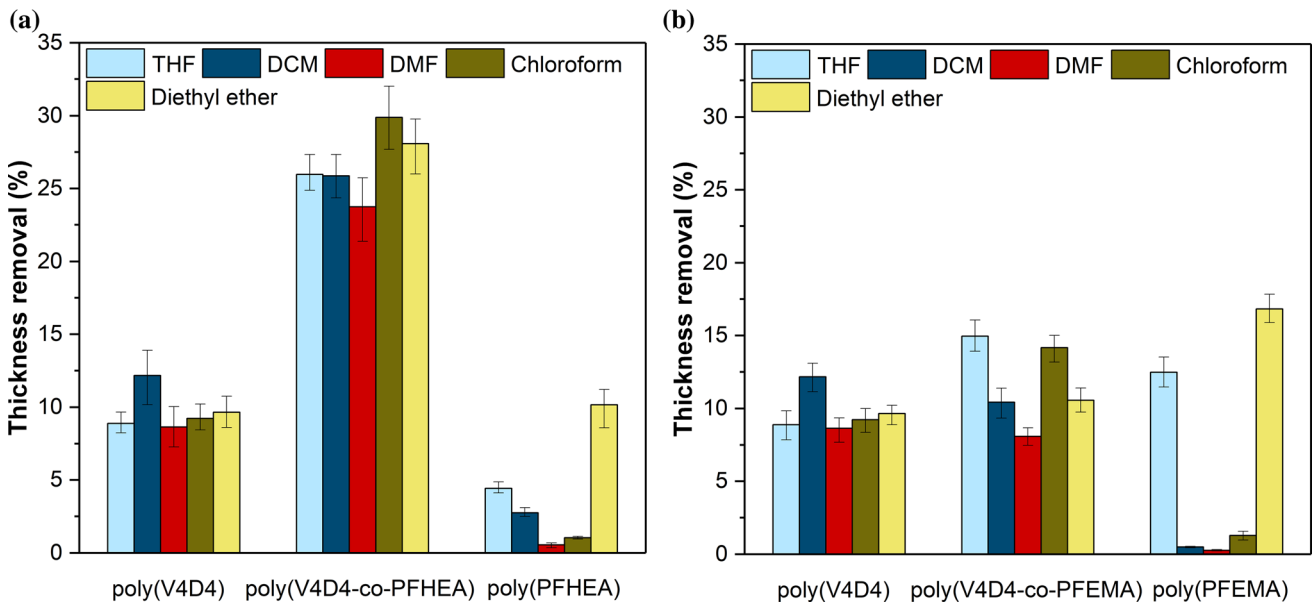 (a)
THF DCM DMF Chloroform
Diethyl ether
Thickness removal (%)
35
30
25
20
15
10
5
0
poly(V4D4) poly(V4D4-co-PFHEA) poly(PFHEA)
(b)
THF DCM DMF Chloroform
Diethyl ether
Thickness removal (%)
35
30
25
20
15
10
5
0
poly(V4D4) poly(V4D4-co-PFEMA) poly(PFEMA)